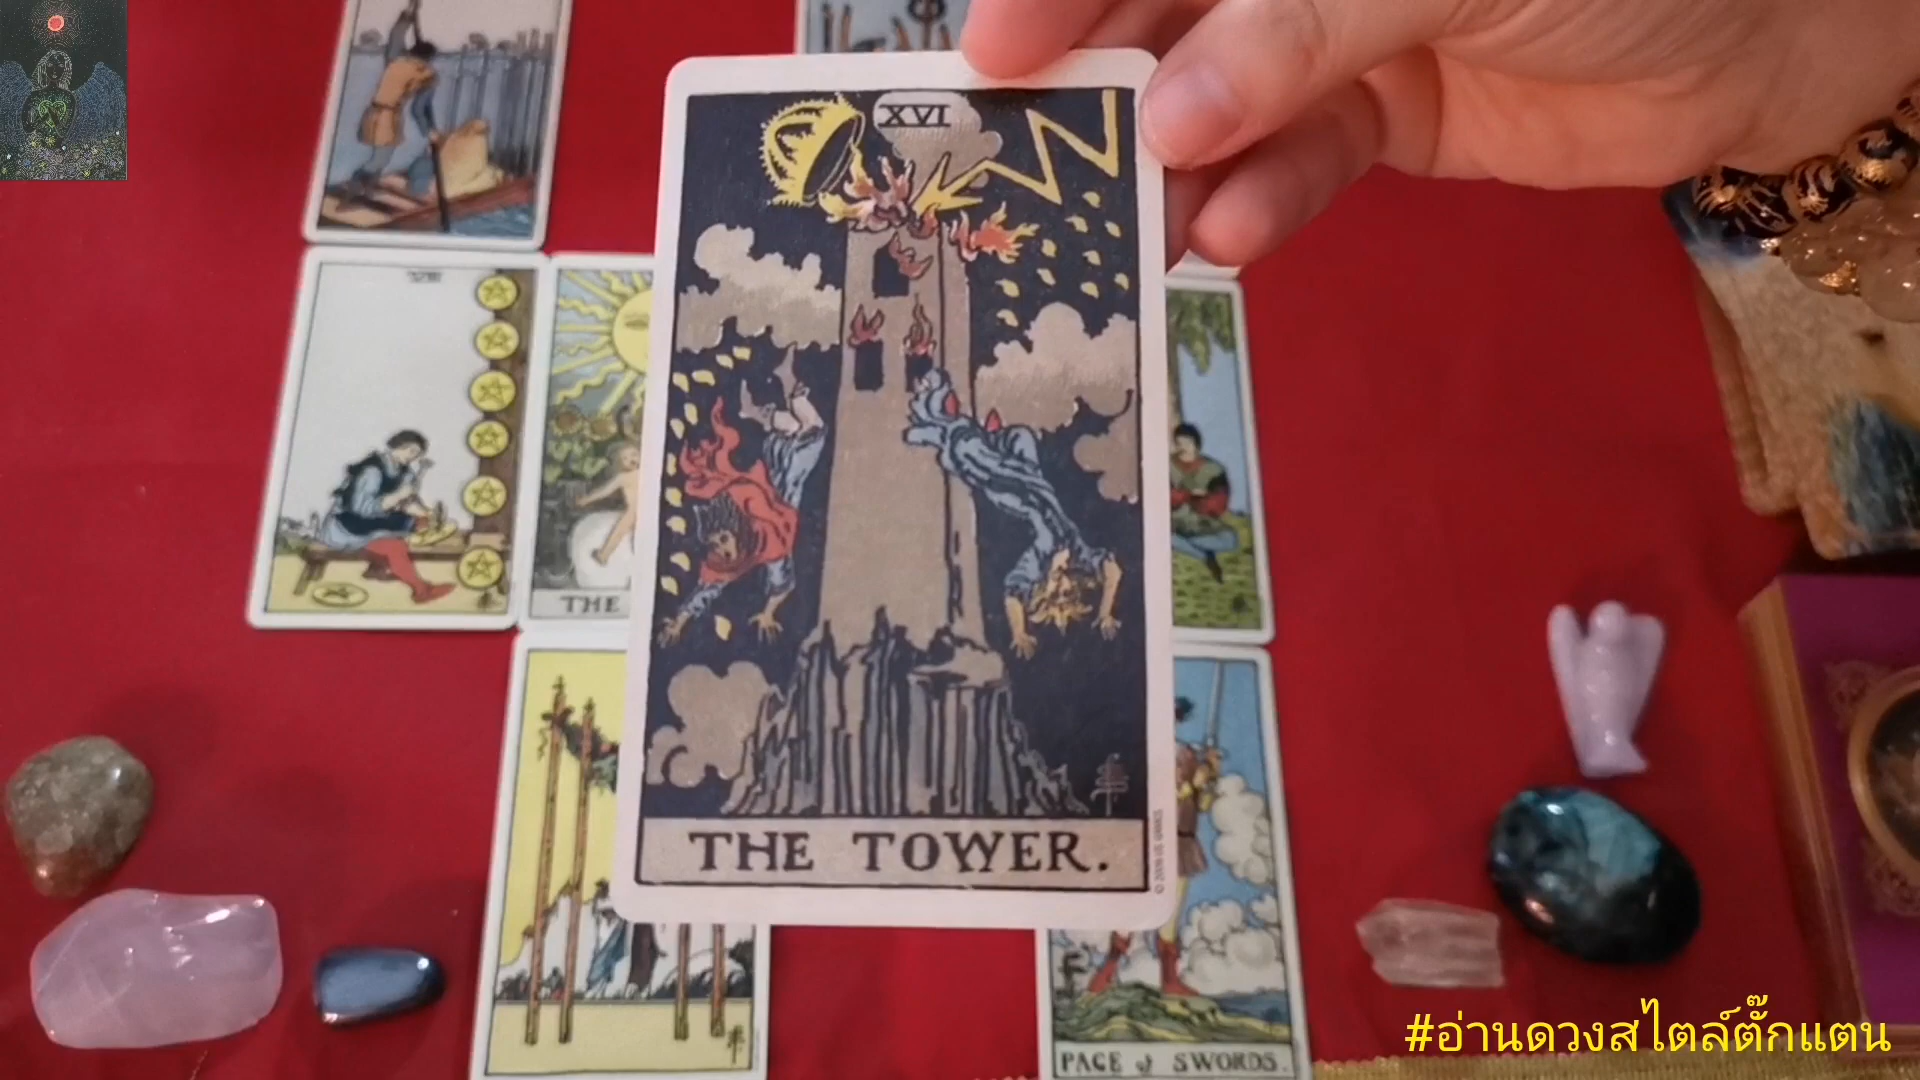 XVI
THE
THE TOWER.
PAGE of SWORDS.
#อ่านดวงสไตล์ตั๊กแตน